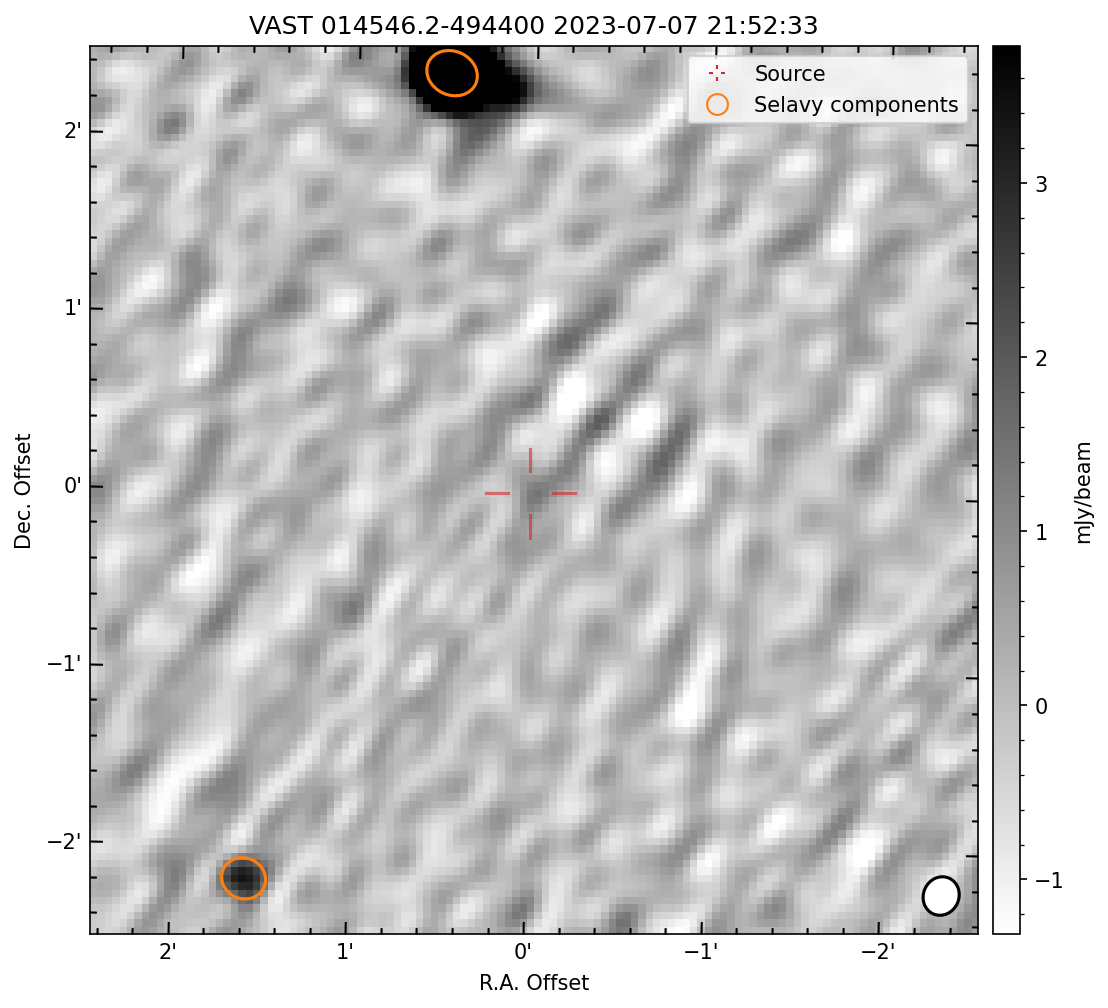 VAST 014546.2-494400 2023-07-07 21:52:33
Source
Selavy components
2'
1'
0'
−1'
−2'
Dec. Offset
2'
1'
0'
−1'
−2'
R.A. Offset
3
2
1
0
−1
mJy/beam